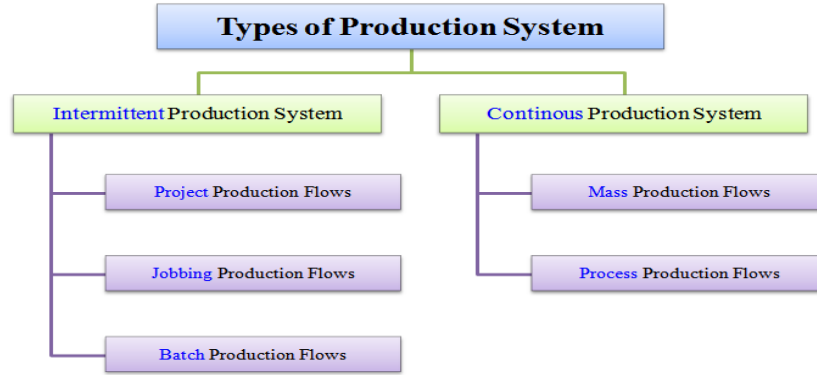 Types of Production System
Intermittent Production System
Continous Production System
Project Production Flows
Mass Production Flows
Jobbing Production Flows
Process Production Flows
Batch Production Flows